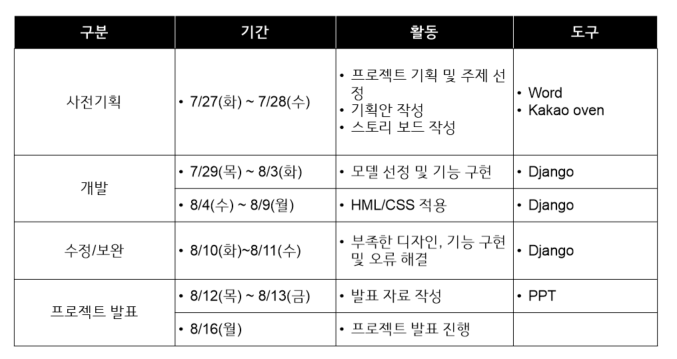 구분 기간 활동 도구
사전기획 • 7/27(화) ~ 7/28(수) • 프로젝트 기획 및 주제 선
정
• 기획안 작성
• 스토리 보드 작성
• Word
• Kakao oven
개발 • 7/29(목) ~ 8/3(화) • 모델 선정 및 기능 구현 • Django
• 8/4(수) ~ 8/9(월) • HML/CSS 적용 • Django
수정/보완 • 8/10(화)~8/11(수) • 부족한 디자인, 기능 구현
및 오류 해결
• Django
프로젝트 발표 • 8/12(목) ~ 8/13(금) • 발표 자료 작성 • PPT
• 8/16(월) • 프로젝트 발표 진행